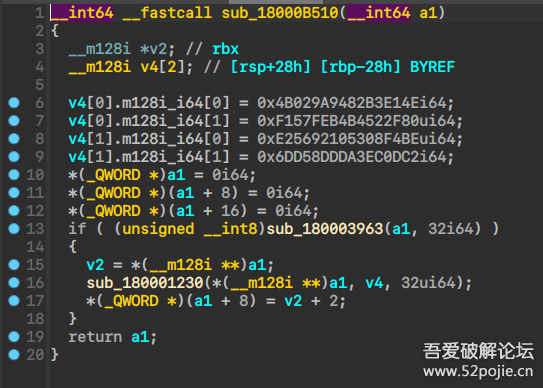 1 __int64 __fastcall sub_18000B510(__int64 a1)
2 {
3 __m128i *v2; // rbx
4 __m128i v4[2]; // [rsp+28h] [rbp-28h] BYREF
5
6 v4[0].m128i_i64[0] = 0x4B029A9482B3E14Ei64;
7 v4[0].m128i_i64[1] = 0xF157FEB4B4522F80ui64;
8 v4[1].m128i_i64[0] = 0xE25692105308F4BEui64;
9 v4[1].m128i_i64[1] = 0x6DD58DDDA3EC0DC2i64;
10 *(_QWORD *)a1 = 0i64;
11 *(_QWORD *)(a1 + 8) = 0i64;
12 *(_QWORD *)(a1 + 16) = 0i64;
13 if ( (unsigned __int8)sub_180003963(a1, 32i64) )
14 {
15 v2 = *(__m128i **)a1;
16 sub_180001230(*(__m128i **)a1, v4, 32ui64);
17 *(_QWORD *)(a1 + 8) = v2 + 2;
18 }
19 return a1;
20 }
吾爱破解论坛
www.52pojie.cn